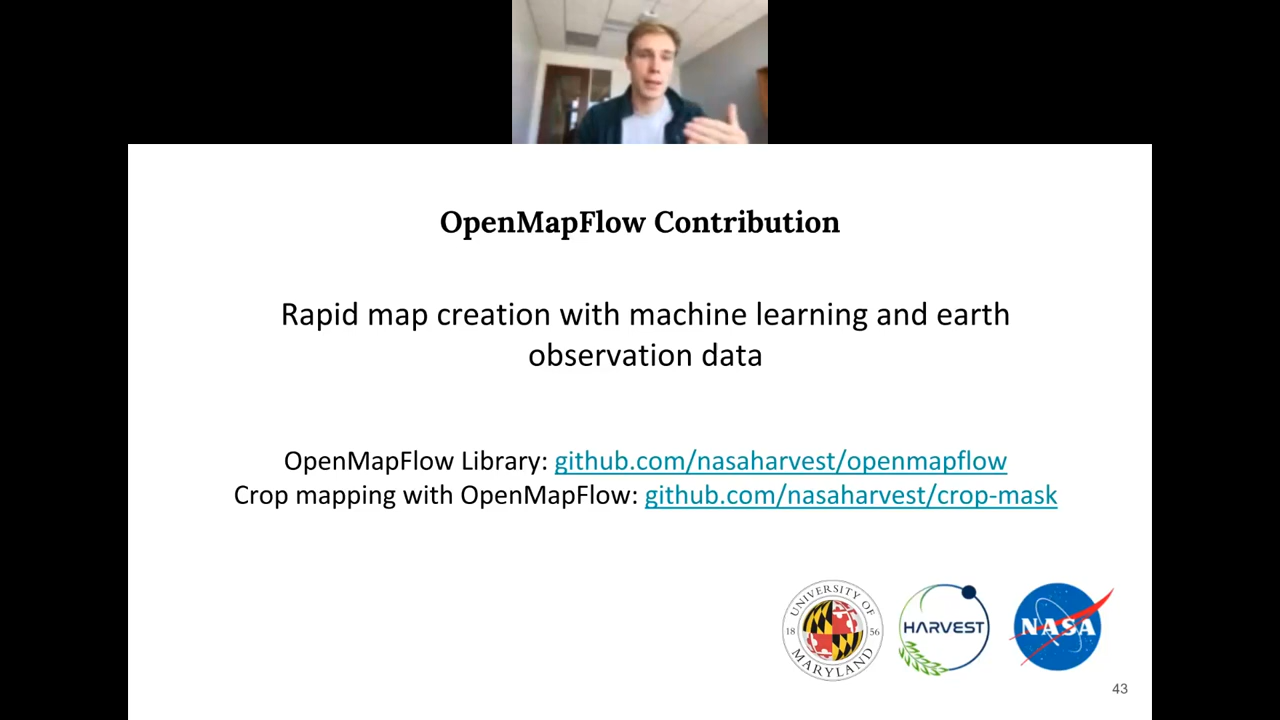 OpenMapFlow Contribution
Rapid map creation with machine learning and earth
observation data
OpenMapFlow Library: github.com/nasaharvest/openmapflow
Crop mapping with OpenMapFlow: github.com/nasaharvest/crop-mask
UNIVERSITY OF
18 56
MARYLAND
HARVEST
NASA
43